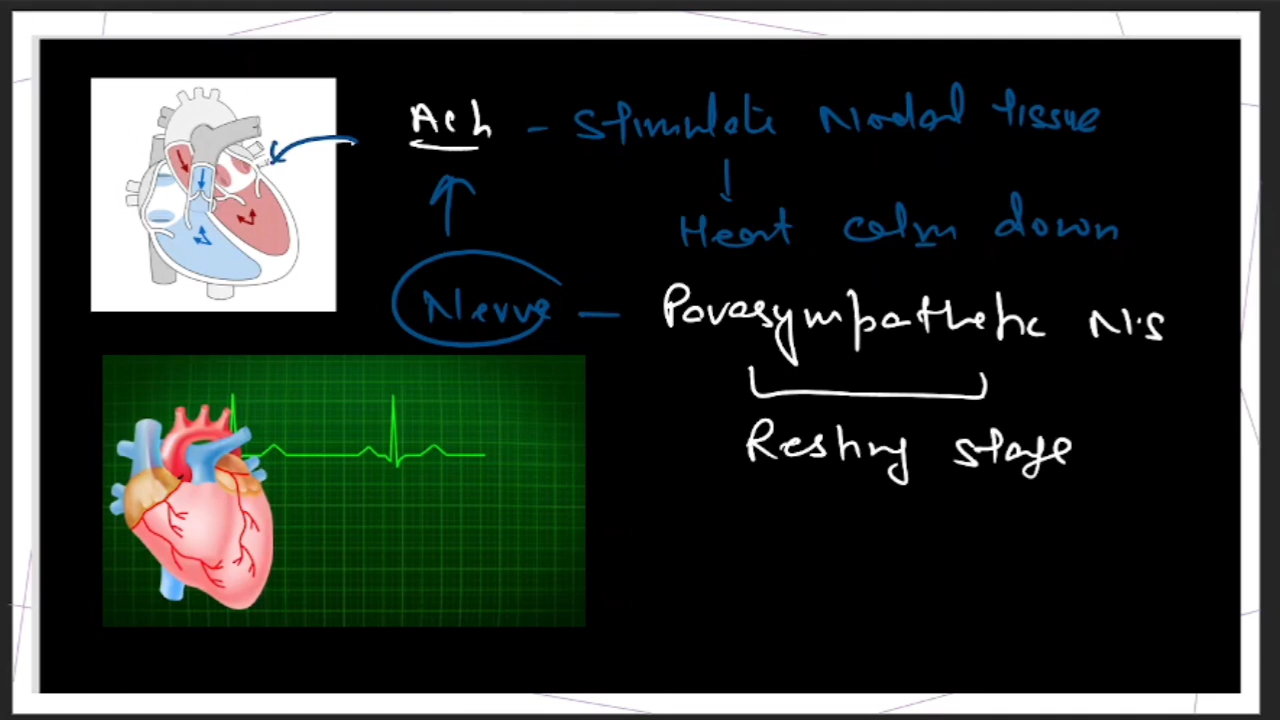 Ach - Stimulate Nodal tissue
Heart calm down
Nerve - Parasympathetic N.S
Resting stage